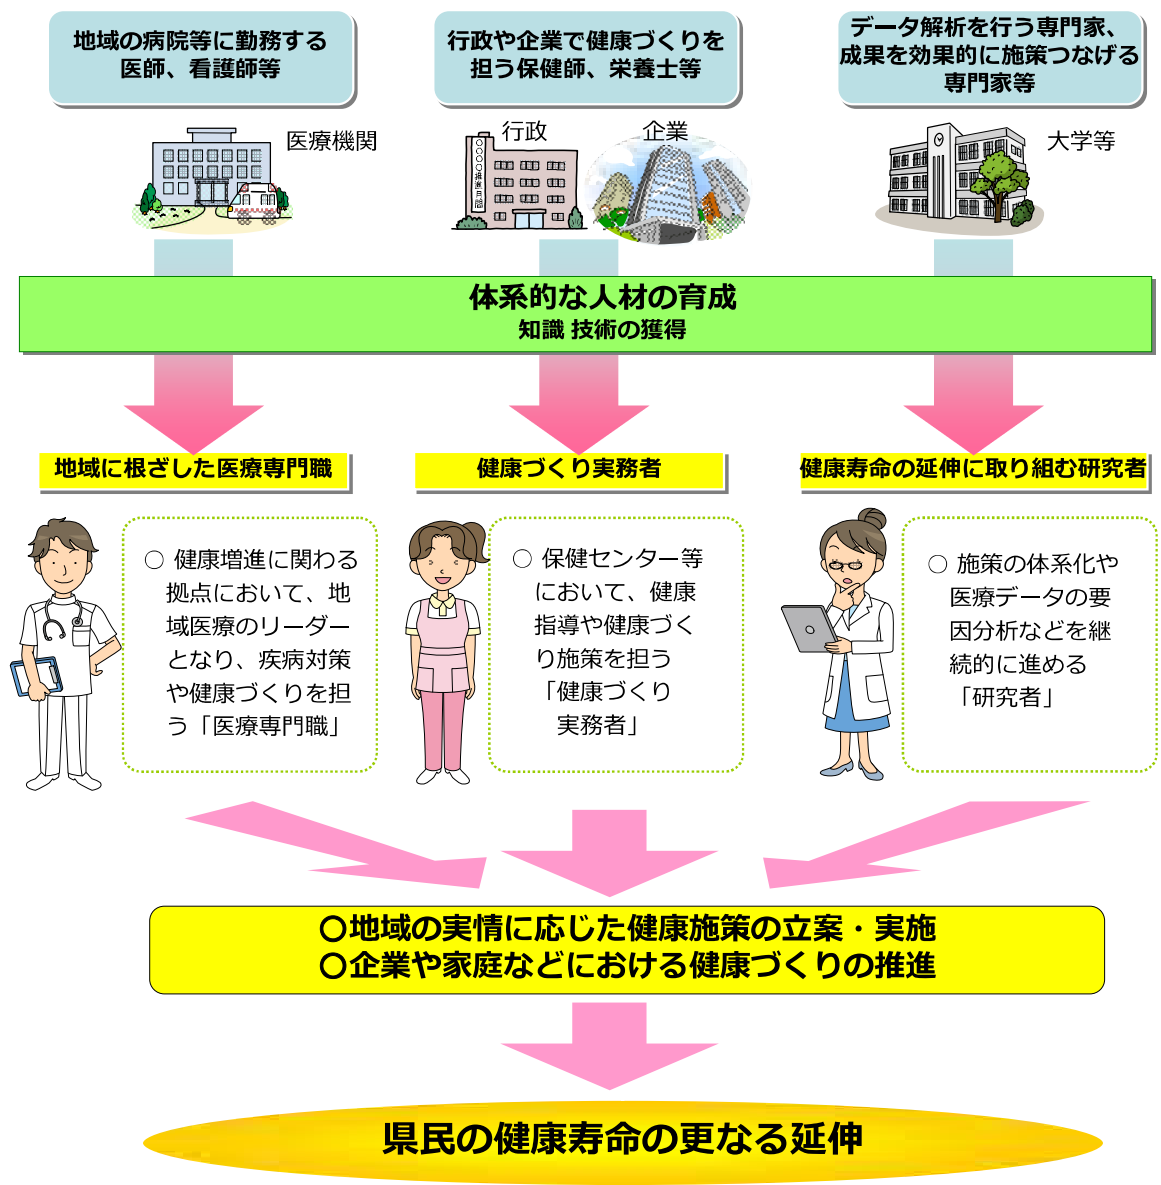 地域の病院等に勤務する
医師、看護師等
行政や企業で健康づくりを
担う保健師、栄養士等
データ解析を行う専門家、
成果を効果的に施策つなげる
専門家等
医療機関
行政
企業
大学等
〇〇〇〇推進日
体系的な人材の育成
知識 技術の獲得
地域に根ざした医療専門職
健康づくり実務者
健康寿命の延伸に取り組む研究者
○ 健康増進に関わる
拠点において、地
域医療のリーダー
となり、疾病対策
や健康づくりを担
う「医療専門職」
○ 保健センター等
において、健康
指導や健康づく
り施策を担う
「健康づくり
実務者」
○ 施策の体系化や
医療データの要
因分析などを継
続的に進める
「研究者」
〇地域の実情に応じた健康施策の立案・実施
〇企業や家庭などにおける健康づくりの推進
県民の健康寿命の更なる延伸